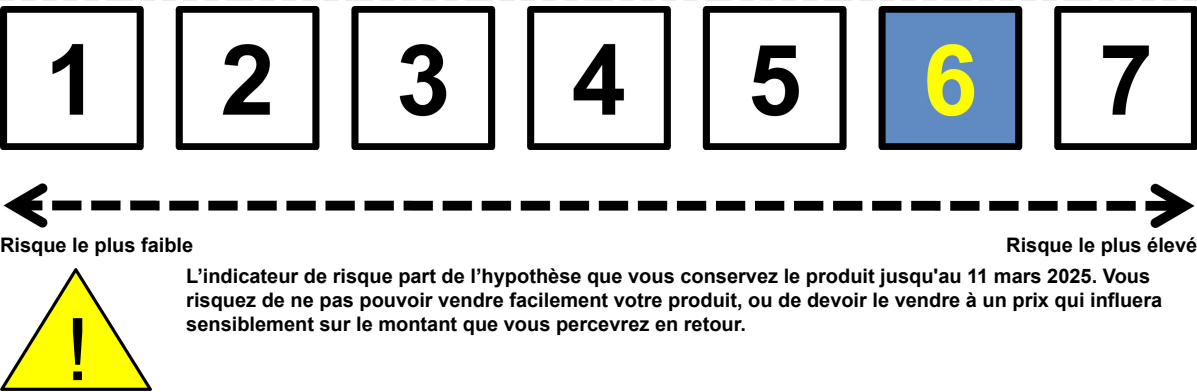 1 2 3 4 5 6 7
Risque le plus faible Risque le plus élevé
L’indicateur de risque part de l’hypothèse que vous conservez le produit jusqu'au 11 mars 2025. Vous
risquez de ne pas pouvoir vendre facilement votre produit, ou de devoir le vendre à un prix qui influera
sensiblement sur le montant que vous percevrez en retour.
!